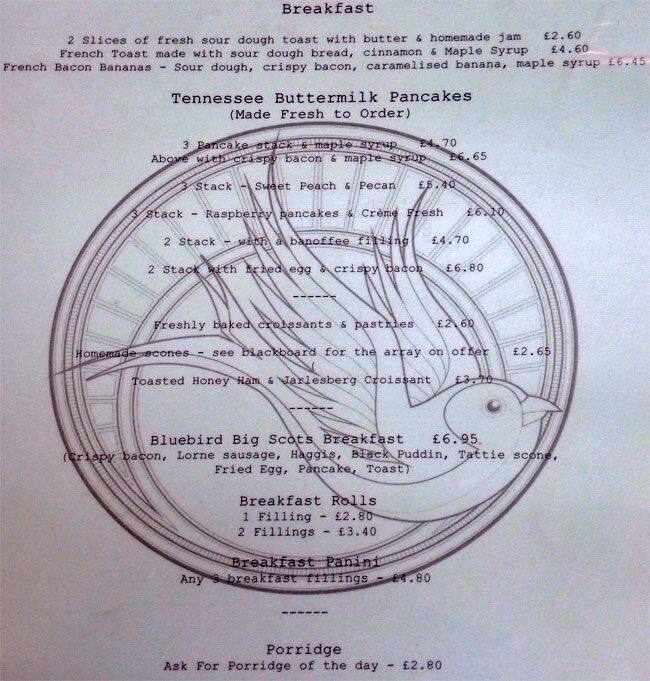 Breakfast
2 Slices of fresh sour dough toast with butter & homemade jam £2.60
French Toast made with sour dough bread, cinnamon & Maple Syrup £4.60
French Bacon Bananas - Sour dough, crispy bacon, caramelised banana, maple syrup £6.45
Tennessee Buttermilk Pancakes
(Made Fresh to Order)
3 Pancake stack & maple syrup £4.70
Above with crispy bacon & maple syrup £6.65
3 Stack - Sweet Peach & Pecan £5.40
3 Stack - Raspberry pancakes & Crème Fresh £6.10
2 Stack - with a banoffee filling £4.70
2 Stack with fried egg & crispy bacon £6.80
------
Freshly baked croissants & pastries £2.60
Homemade scones - see blackboard for the array on offer £2.65
Toasted Honey Ham & Jarlesberg Croissant £3.70
------
Bluebird Big Scots Breakfast £6.95
(Crispy bacon, Lorne sausage, Haggis, Black Puddin, Tattie scone,
Fried Egg, Pancake, Toast)
Breakfast Rolls
1 Filling - £2.80
2 Fillings - £3.40
Breakfast Panini
Any 3 breakfast fillings - £4.80
------
Porridge
Ask For Porridge of the day - £2.80